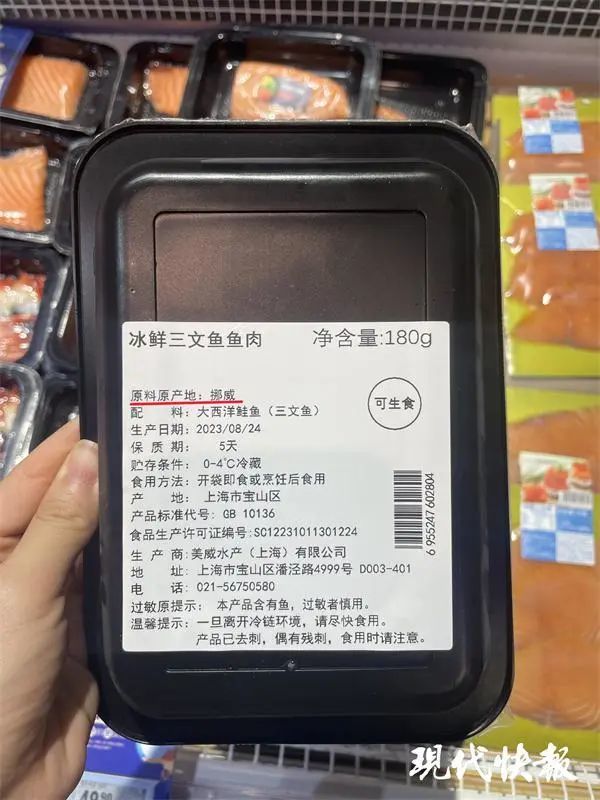 冰鲜三文鱼鱼肉 净含量:180g
原料原产地: 挪威
配 料: 大西洋鲑鱼（三文鱼）
可生食
生产日期: 2023/08/24
保 质 期: 5天
贮存条件: 0-4℃冷藏
食用方法: 开袋即食或烹饪后食用
产 地: 上海市宝山区
产品标准代号: GB 10136
食品生产许可证编号: SC12231011301224
生 产 商: 美威水产（上海）有限公司
地 址: 上海市宝山区潘泾路4999号 D003-401
电 话: 021-56750580
过敏原提示: 本产品含有鱼，过敏者慎用。
温馨提示: 一旦离开冷链环境，请尽快食用。
产品已去刺，偶有残刺，食用时请注意。
6 955247 602804
现代快报